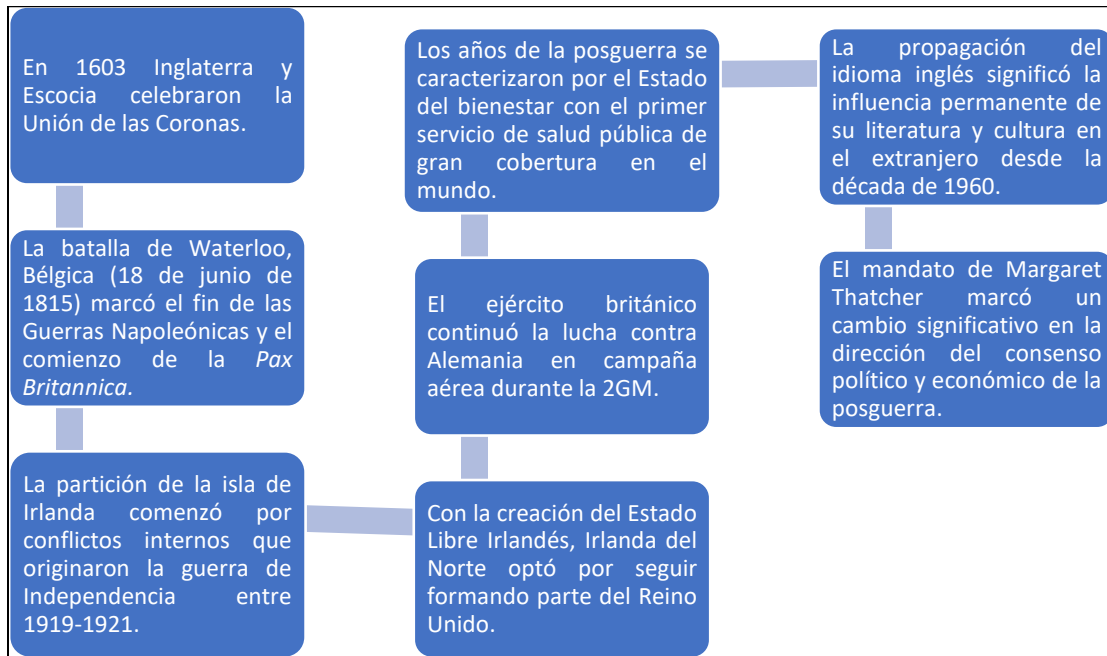 En 1603 Inglaterra y
Escocia celebraron la
Unión de las Coronas.
La batalla de Waterloo,
Bélgica (18 de junio de
1815) marcó el fin de las
Guerras Napoleónicas y el
comienzo de la Pax
Britannica.
La partición de la isla de
Irlanda comenzó por
conflictos internos que
originaron la guerra de
Independencia entre
1919-1921.
Con la creación del Estado
Libre Irlandés, Irlanda del
Norte optó por seguir
formando parte del Reino
Unido.
El ejército británico
continuó la lucha contra
Alemania en campaña
aérea durante la 2GM.
Los años de la posguerra se
caracterizaron por el Estado
del bienestar con el primer
servicio de salud pública de
gran cobertura en el
mundo.
La propagación del
idioma inglés significó la
influencia permanente de
su literatura y cultura en
el extranjero desde la
década de 1960.
El mandato de Margaret
Thatcher marcó un
cambio significativo en la
dirección del consenso
político y económico de la
posguerra.